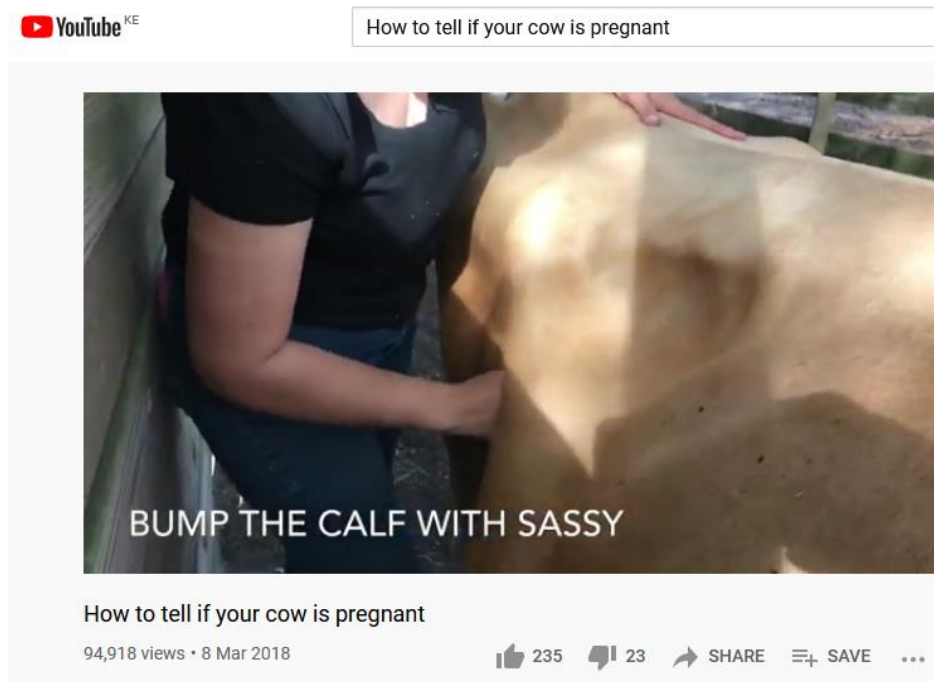 YouTube KE
How to tell if your cow is pregnant
BUMP THE CALF WITH SASSY
How to tell if your cow is pregnant
94,918 views • 8 Mar 2018
235 23 SHARE SAVE